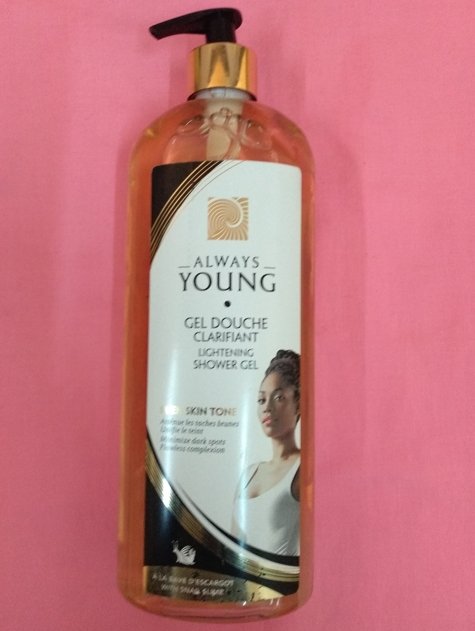 ALWAYS
YOUNG
GEL DOUCHE
CLARIFIANT
LIGHTENING
SHOWER GEL
SKIN TONE
Atténue les taches brunes
Unifie le teint
Minimize dark spots
Flawless complexion
A LA BAVE D'ESCARGOT
WITH SNAIL SLIME